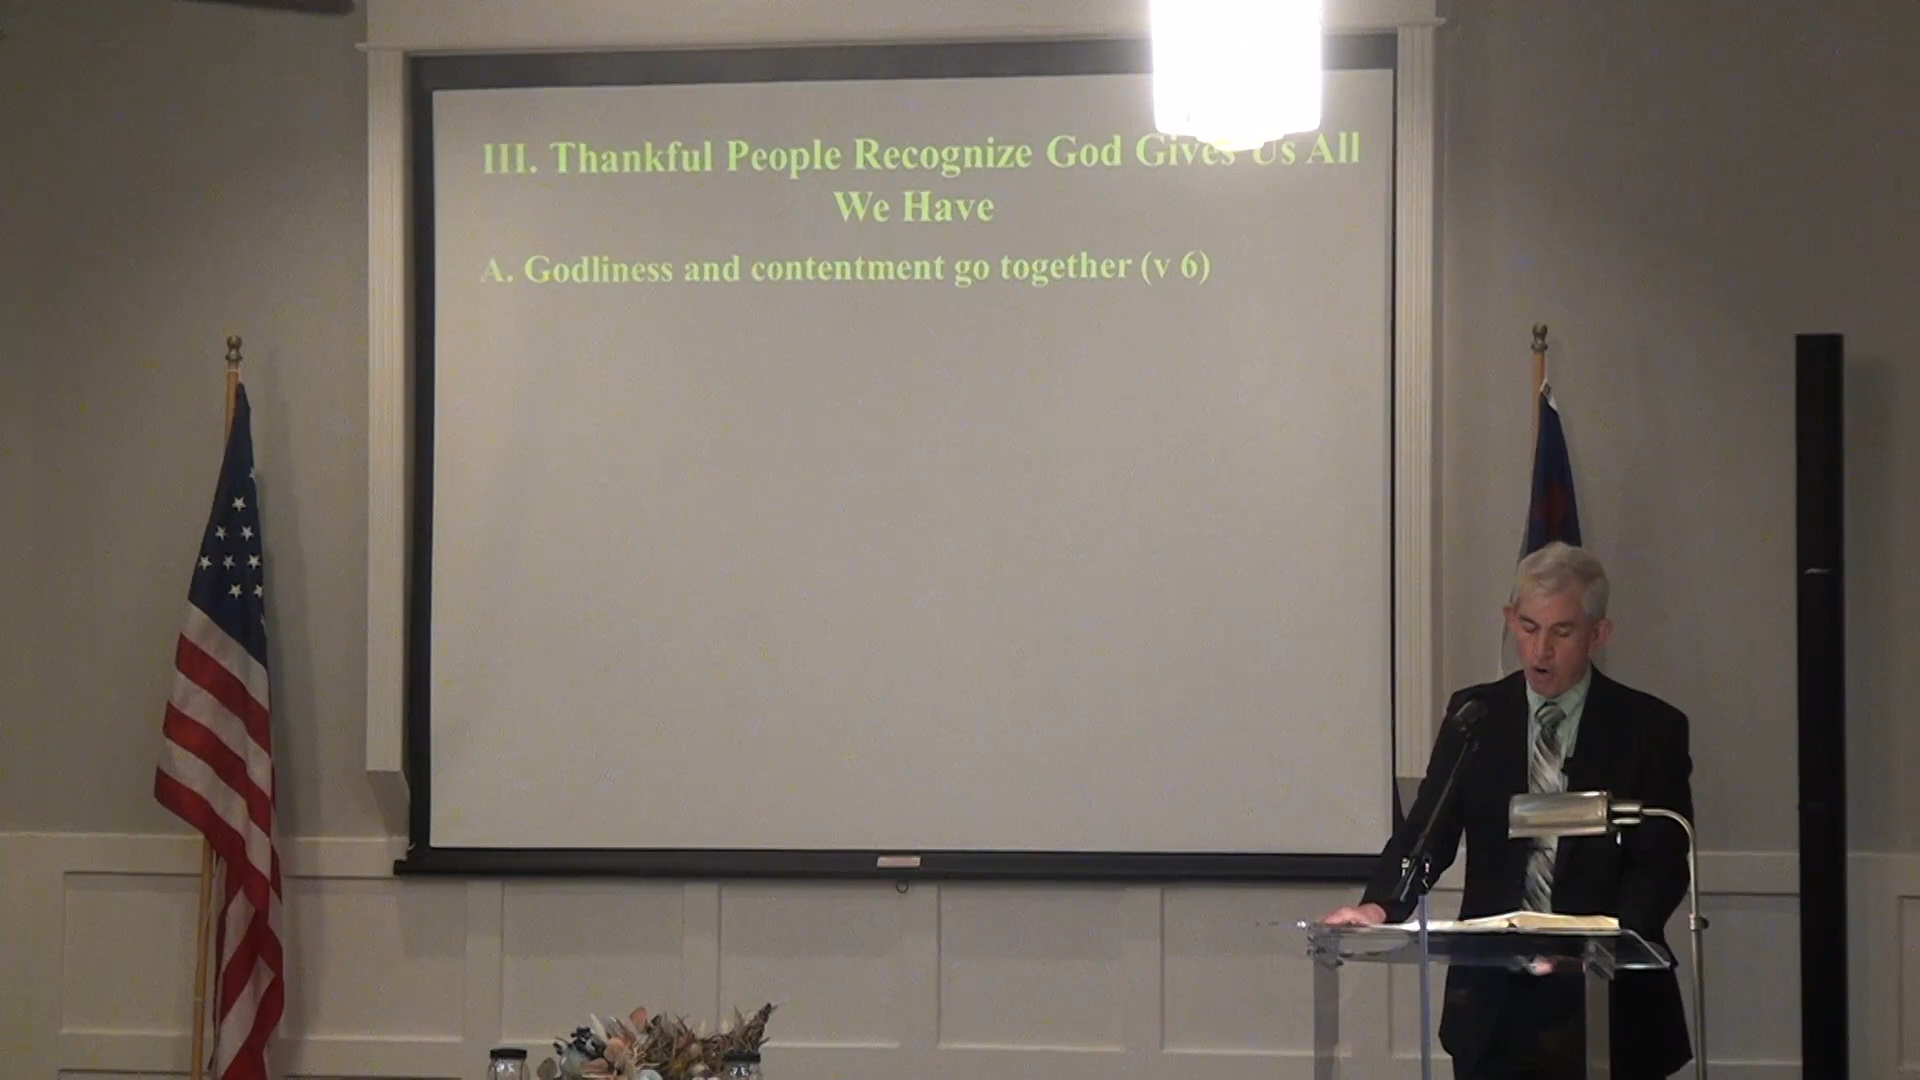 III. Thankful People Recognize God Gives Us All
We Have
A. Godliness and contentment go together (v 6)